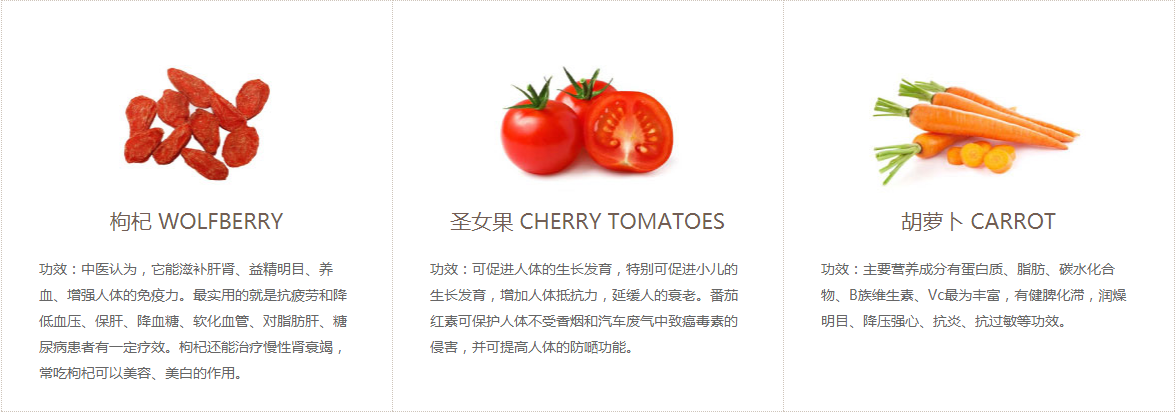 枸杞 WOLFBERRY
功效：中医认为，它能滋补肝肾、益精明目、养
血、增强人体的免疫力。最实用的就是抗疲劳和降
低血压、保肝、降血糖、软化血管、对脂肪肝、糖
尿病患者有一定疗效。枸杞还能治疗慢性肾衰竭，
常吃枸杞可以美容、美白的作用。
圣女果 CHERRY TOMATOES
功效：可促进人体的生长发育，特别可促进小儿的
生长发育，增加人体抵抗力，延缓人的衰老。番茄
红素可保护人体不受香烟和汽车废气中致癌毒素的
侵害，并可提高人体的防嗮功能。
胡萝卜 CARROT
功效：主要营养成分有蛋白质、脂肪、碳水化合
物、B族维生素、Vc最为丰富，有健脾化滞，润燥
明目、降压强心、抗炎、抗过敏等功效。